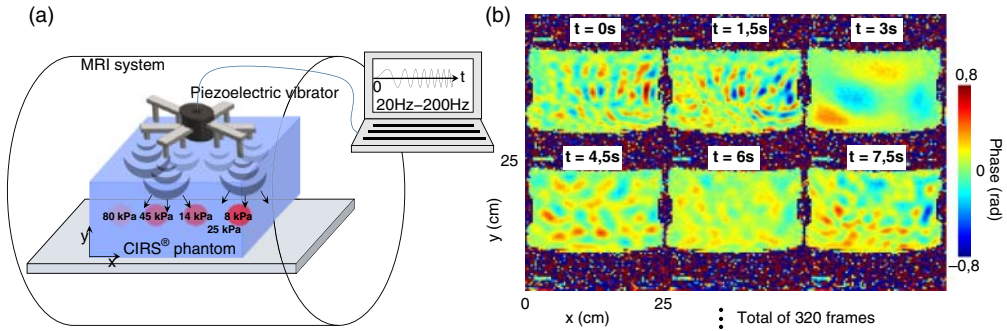 (a)
MRI system
Piezoelectric vibrator
0
t
20Hz–200Hz
80 kPa
45 kPa
14 kPa
8 kPa
25 kPa
y
x
CIRS® phantom
(b)
t = 0s
t = 1,5s
t = 3s
t = 4,5s
t = 6s
t = 7,5s
25
y (cm)
0
25
x (cm)
Total of 320 frames
0,8
0
–0,8
Phase (rad)